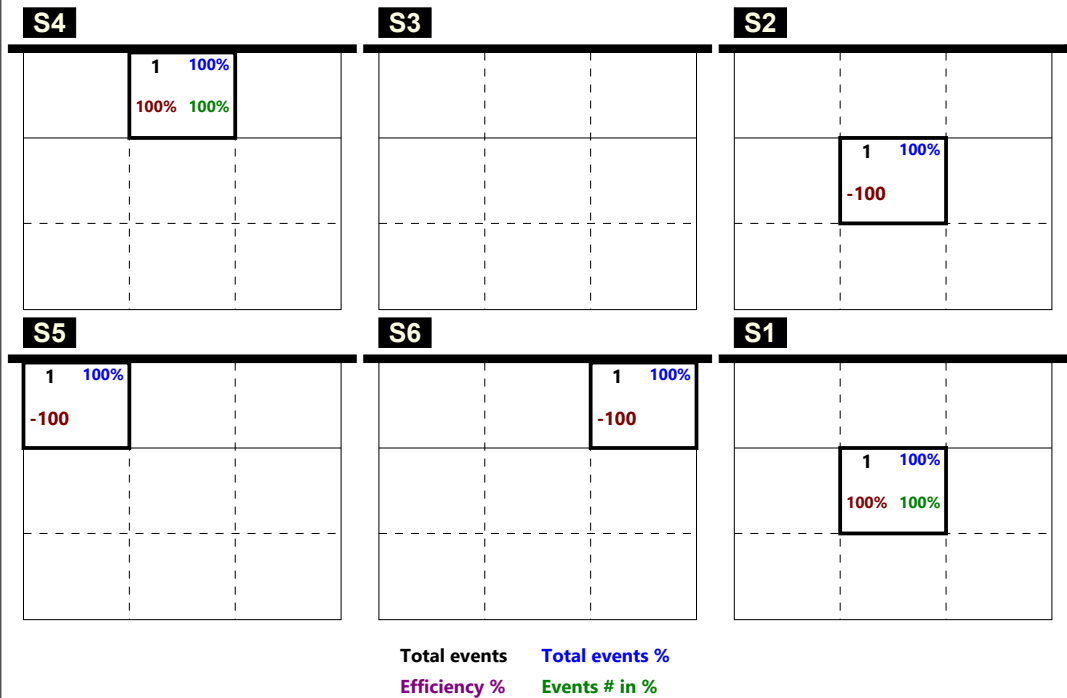 S4 S3 S2
1 100%
100% 100%
1 100%
-100
S5 S6 S1
1 100% 1 100%
-100 -100
1 100%
100% 100%
Total events Total events %
Efficiency % Events # in %